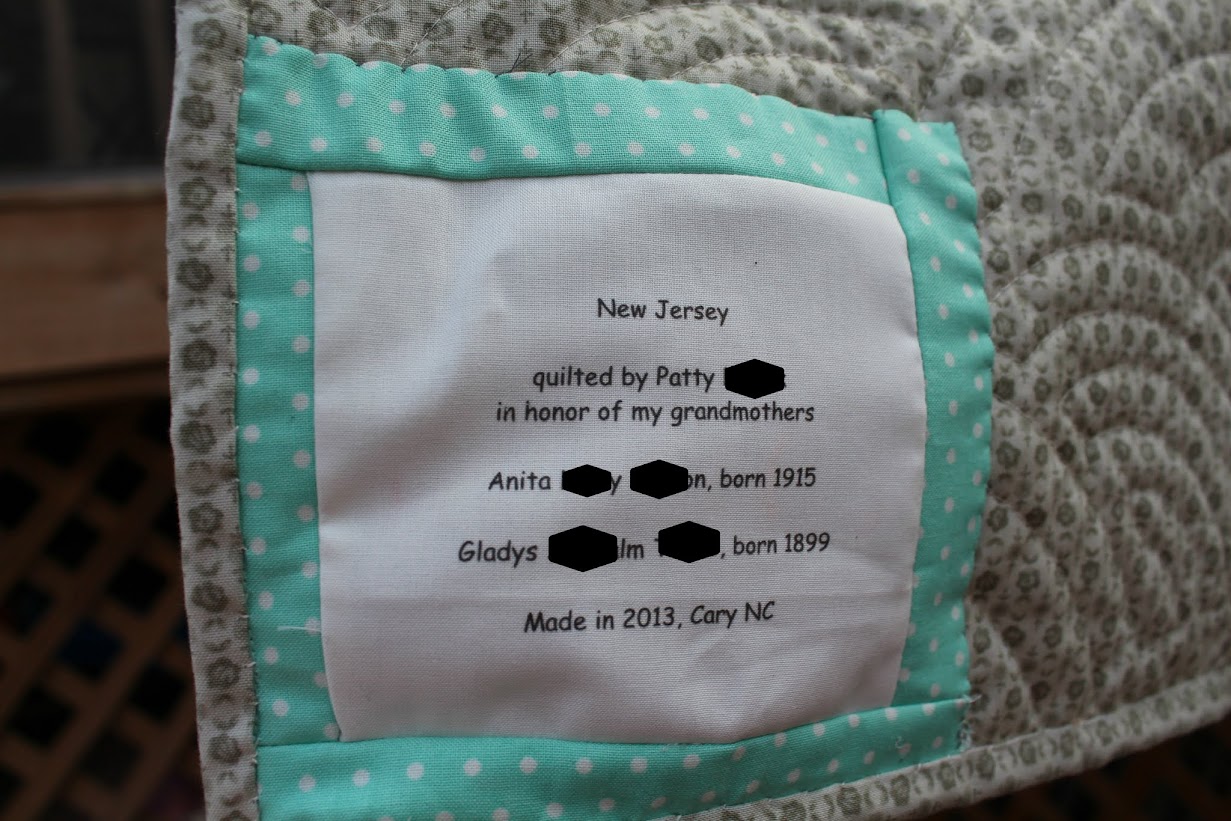 New Jersey
quilted by Patty
in honor of my grandmothers
Anita born 1915
Gladys born 1899
Made in 2013, Cary NC